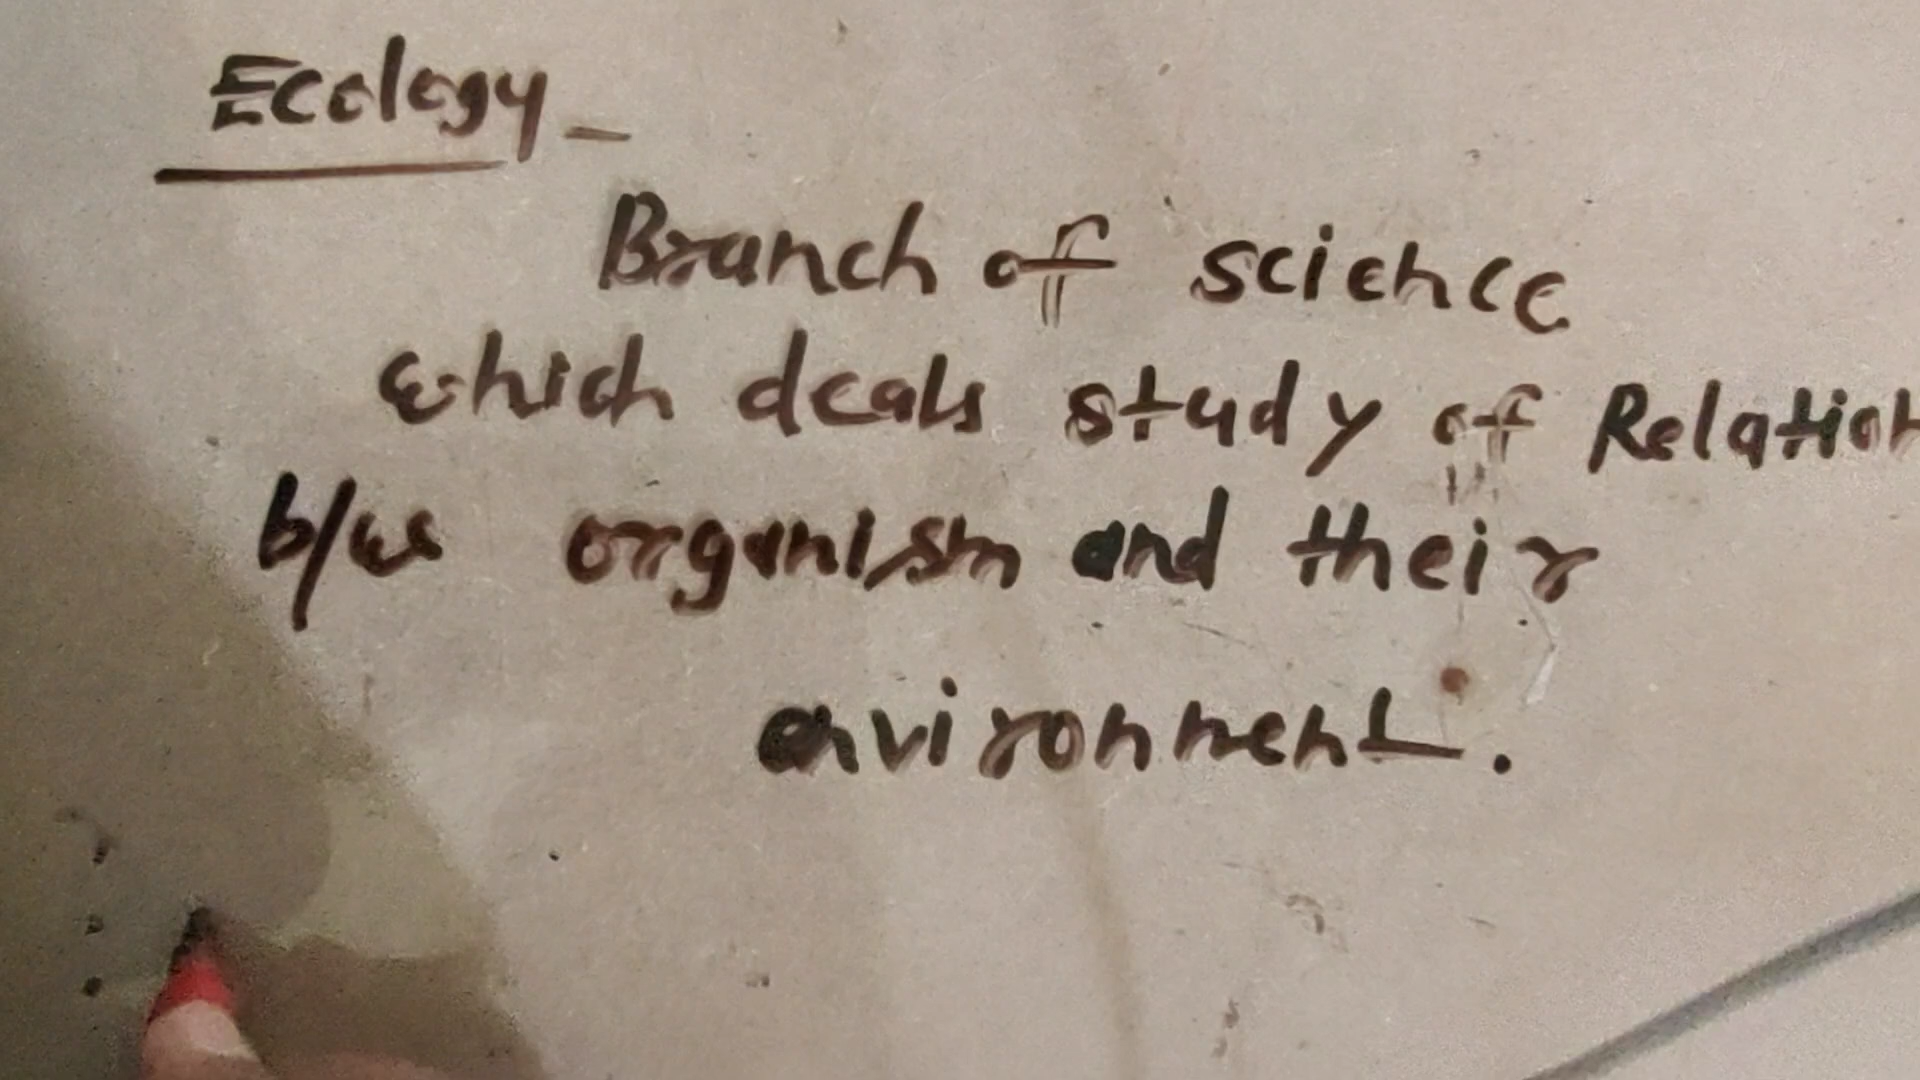 Ecology -
Branch of science
which deals study of Relation
b/w organism and their
environment.